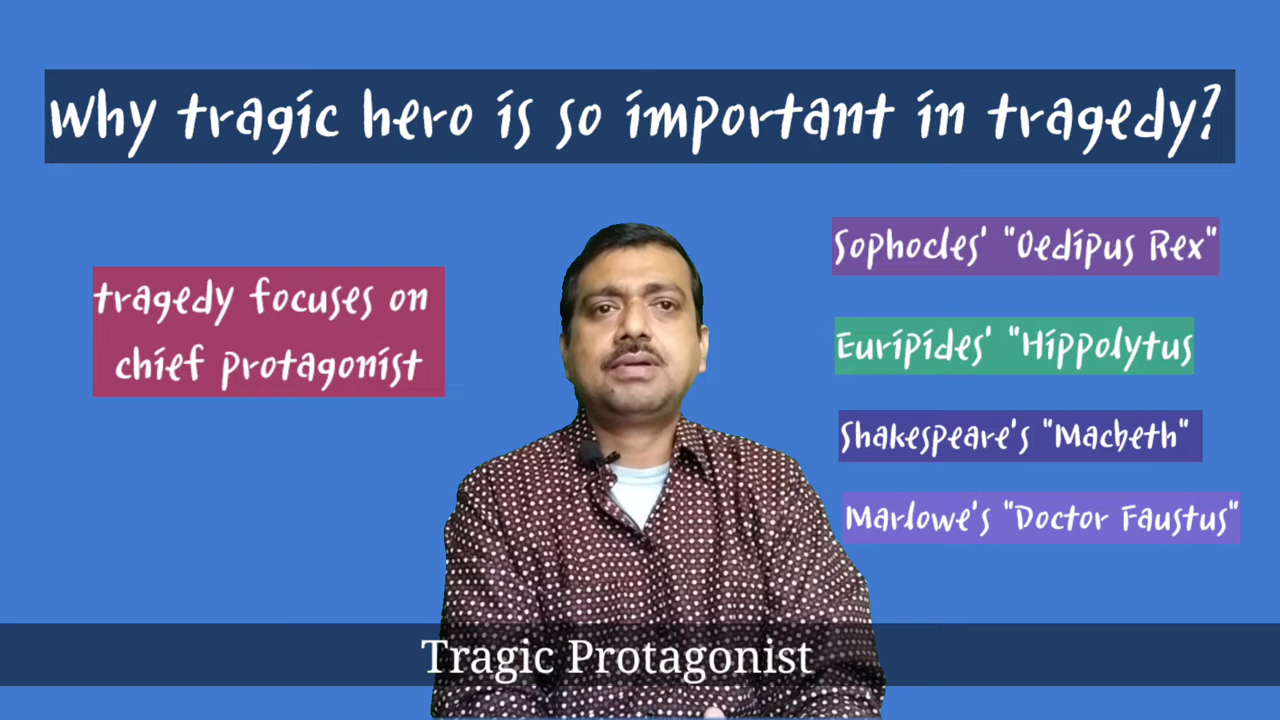 Why tragic hero is so important in tragedy?
tragedy focuses on
chief protagonist
Sophocles' "Oedipus Rex"
Euripides' "Hippolytus
Shakespeare's "Macbeth"
Marlowe's "Doctor Faustus"
Tragic Protagonist